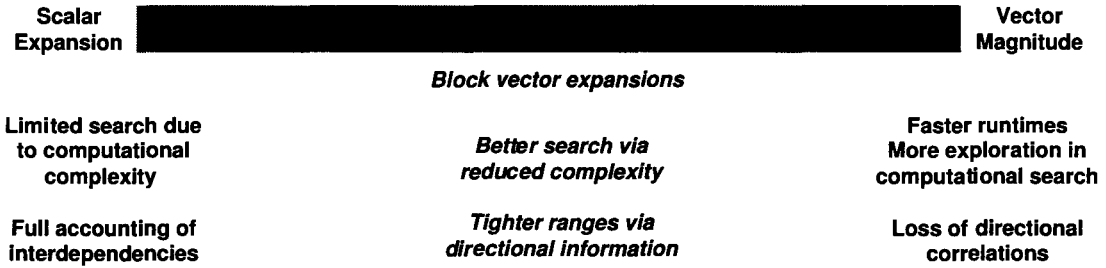 Scalar
Expansion
Vector
Magnitude
Block vector expansions
Limited search due
to computational
complexity
Better search via
reduced complexity
Faster runtimes
More exploration in
computational search
Full accounting of
interdependencies
Tighter ranges via
directional information
Loss of directional
correlations